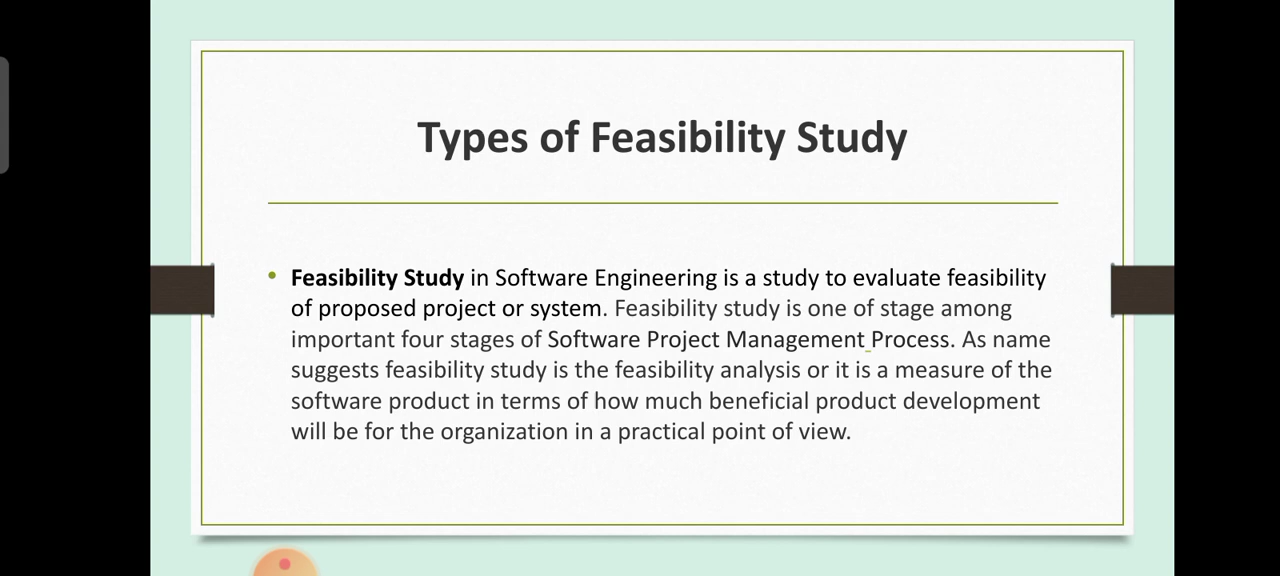 Types of Feasibility Study
• Feasibility Study in Software Engineering is a study to evaluate feasibility
of proposed project or system. Feasibility study is one of stage among
important four stages of Software Project Management Process. As name
suggests feasibility study is the feasibility analysis or it is a measure of the
software product in terms of how much beneficial product development
will be for the organization in a practical point of view.